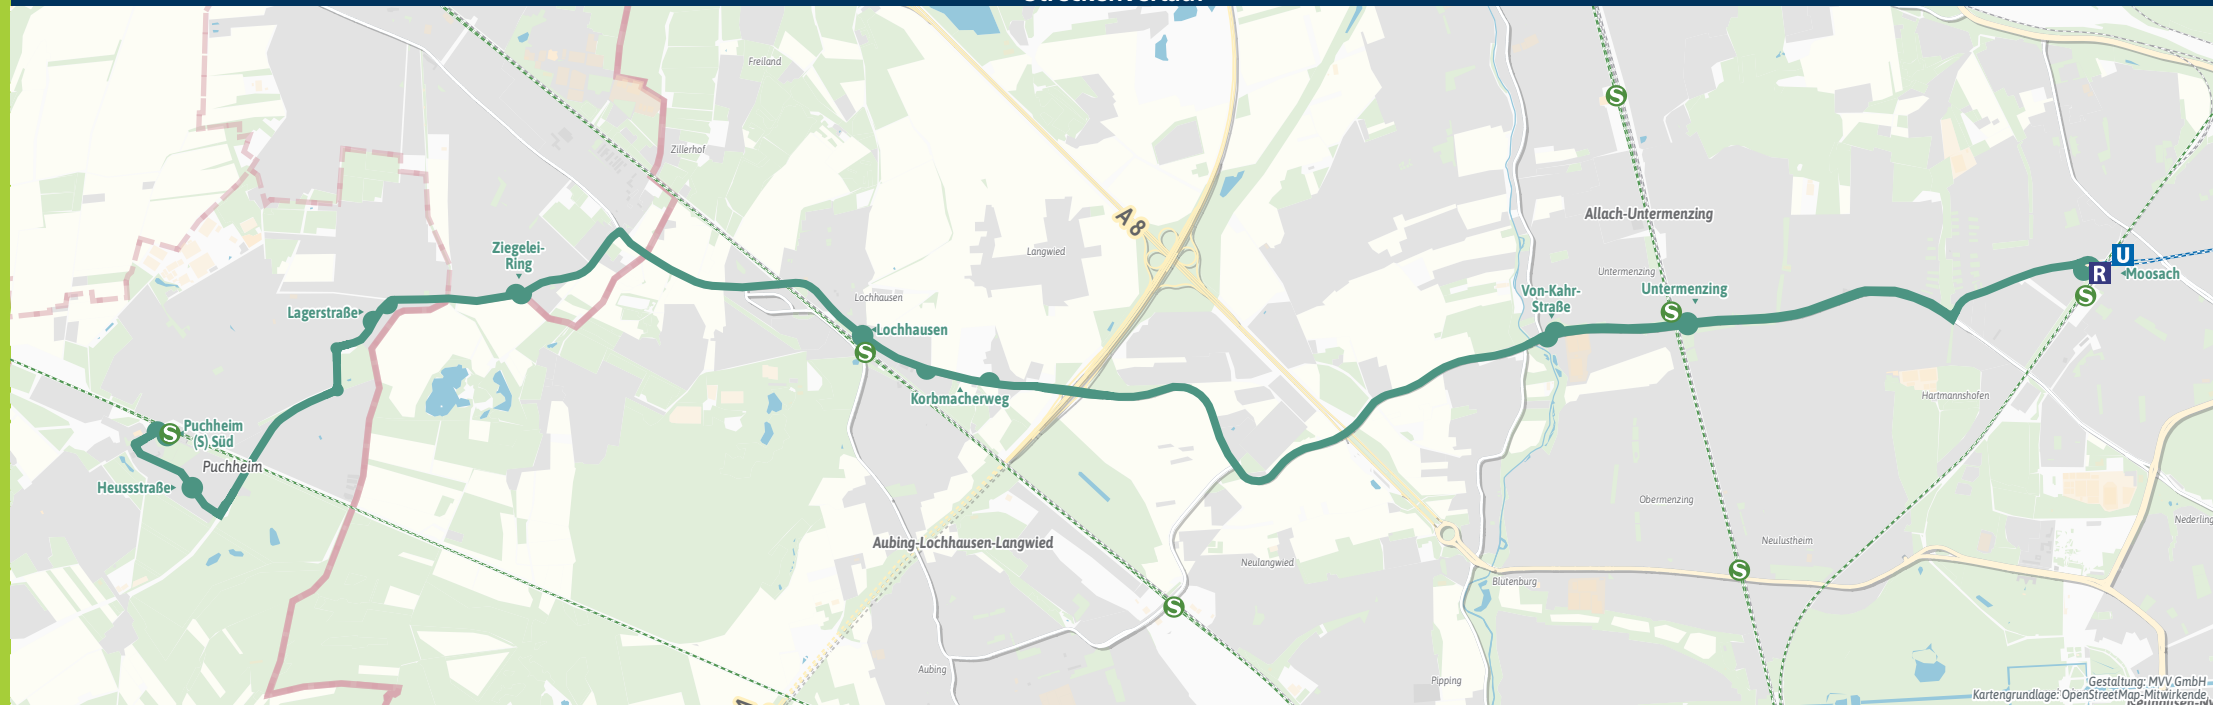 Freiland
Zillerhof
A 8
Langwied
Allach-Untermenzing
Ziegelei-
Ring
Untermenzing
U
R
Moosach
S
Lagerstraße
Lochhausen
Von-Kahr-
Straße
Untermenzing
S
S
Lochhausen
S
Korbmacherweg
Hartmannshofen
Puchheim
(S) Süd
S
Puchheim
Heussstraße
Obermenzing
Nederling
Aubing-Lochhausen-Langwied
Neulangwied
Neulustheim
S
Blutenburg
S
Aubing
Pipping
Gestaltung: MVV GmbH
Kartengrundlage: OpenStreetMap-Mitwirkende,